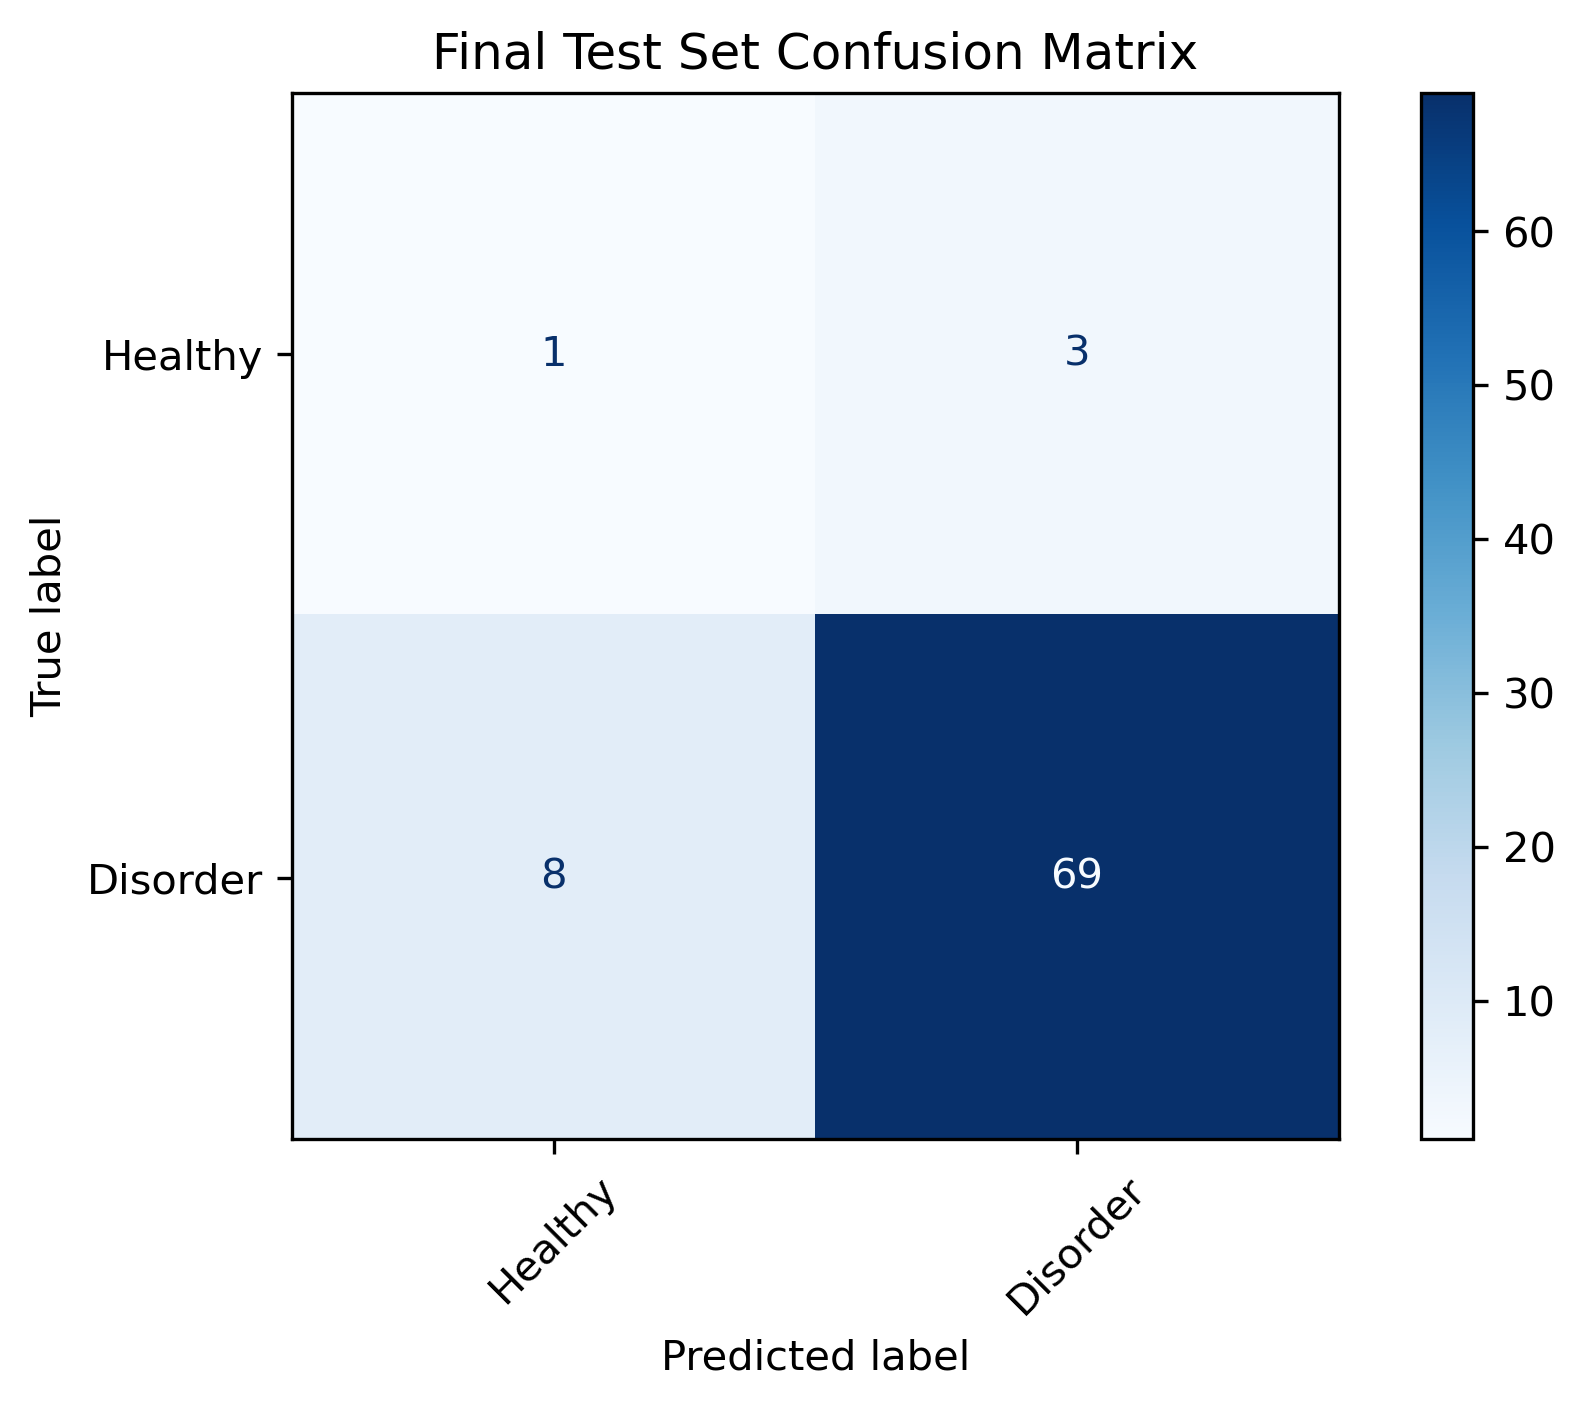 Final Test Set Confusion Matrix
True label
Healthy
1
3
Disorder
8
69
Healthy
Disorder
Predicted label
60
50
40
30
20
10